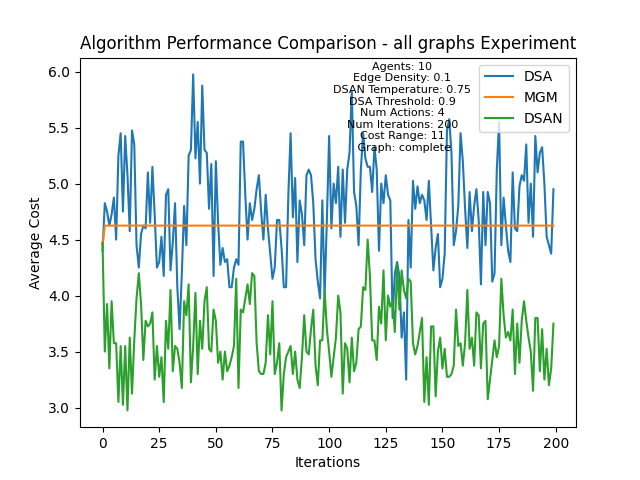 Algorithm Performance Comparison - all graphs Experiment
Agents: 10
Edge Density: 0.1
DSAN Temperature: 0.75
DSA Threshold: 0.9
Num Actions: 4
Num Iterations: 200
Cost Range: 11
Graph: complete
DSA
MGM
DSAN
Average Cost
6.0
5.5
5.0
4.5
4.0
3.5
3.0
0 25 50 75 100 125 150 175 200
Iterations